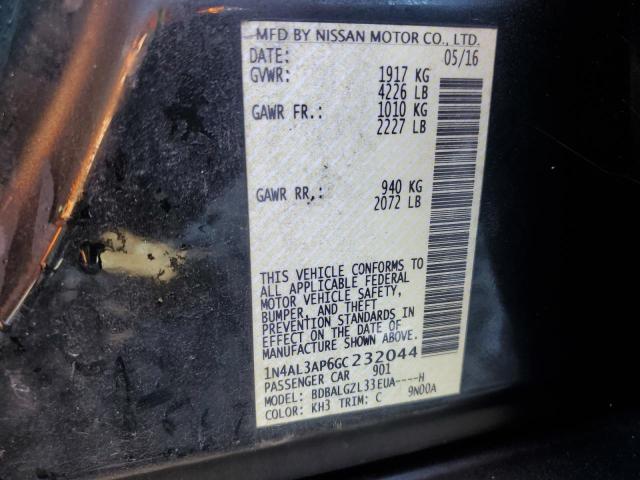 MFD BY NISSAN MOTOR CO., LTD.
DATE: 05/16
GVWR: 1917 KG
4226 LB
GAWR FR.: 1010 KG
2227 LB
GAWR RR.: 940 KG
2072 LB
THIS VEHICLE CONFORMS TO
ALL APPLICABLE FEDERAL
MOTOR VEHICLE SAFETY,
BUMPER, AND THEFT
PREVENTION STANDARDS IN
EFFECT ON THE DATE OF
MANUFACTURE SHOWN ABOVE.
1N4AL3AP6GC232044
PASSENGER CAR 901
MODEL: BDBALGZL33EUA----H
COLOR: KH3 TRIM: C 9N00A